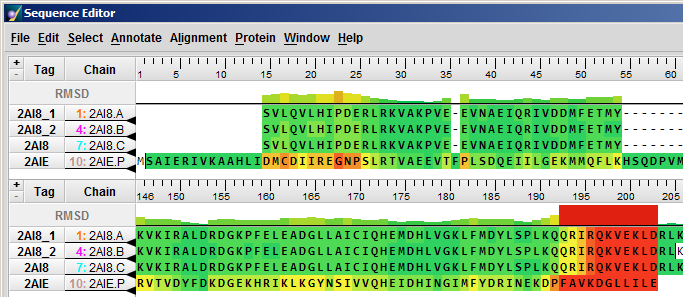 Sequence Editor
File Edit Select Annotate Alignment Protein Window Help
+ - Tag Chain 1 5 10 15 20 25 30 35 40 45 50 55 60
RMSD
2AI8_1 1: 2AI8.A SVLQVLHIPDERLRKVAKPVE-EVNAEIQRIVDDMFETMY-------
2AI8_2 4: 2AI8.B SVLQVLHIPDERLRKVAKPVE-EVNAEIQRIVDDMFETMY-------
2AI8 7: 2AI8.C SVLQVLHIPDERLRKVAKPVE-EVNAEIQRIVDDMFETMY-------
2AIE 10: 2AIE.P MSAIERIVKAAHLIDMCDIIREGNPSLRTVAEEVTFPLSDQEIILGEKMMQFLKHSQDPVM
+ - Tag Chain 146 150 155 160 165 170 175 180 185 190 195 200 205
RMSD
2AI8_1 1: 2AI8.A KVKIRALDRDGKPFELEADGLLAICIQHEMDHLVGKLFMDYLSPLKQQRIRQKVEKLDRLK
2AI8_2 4: 2AI8.B KVKIRALDRDGKPFELEADGLLAICIQHEMDHLVGKLFMDYLSPLKQQRIRQKVEKLDRLK
2AI8 7: 2AI8.C KVKIRALDRDGKPFELEADGLLAICIQHEMDHLVGKLFMDYLSPLKQQRIRQKVEKLDRLK
2AIE 10: 2AIE.P RVTVDYFDKDGEKHRIKLKGYNSIVVQHEIDHINGIMFYDRINEKDPFAVKDGLLILE